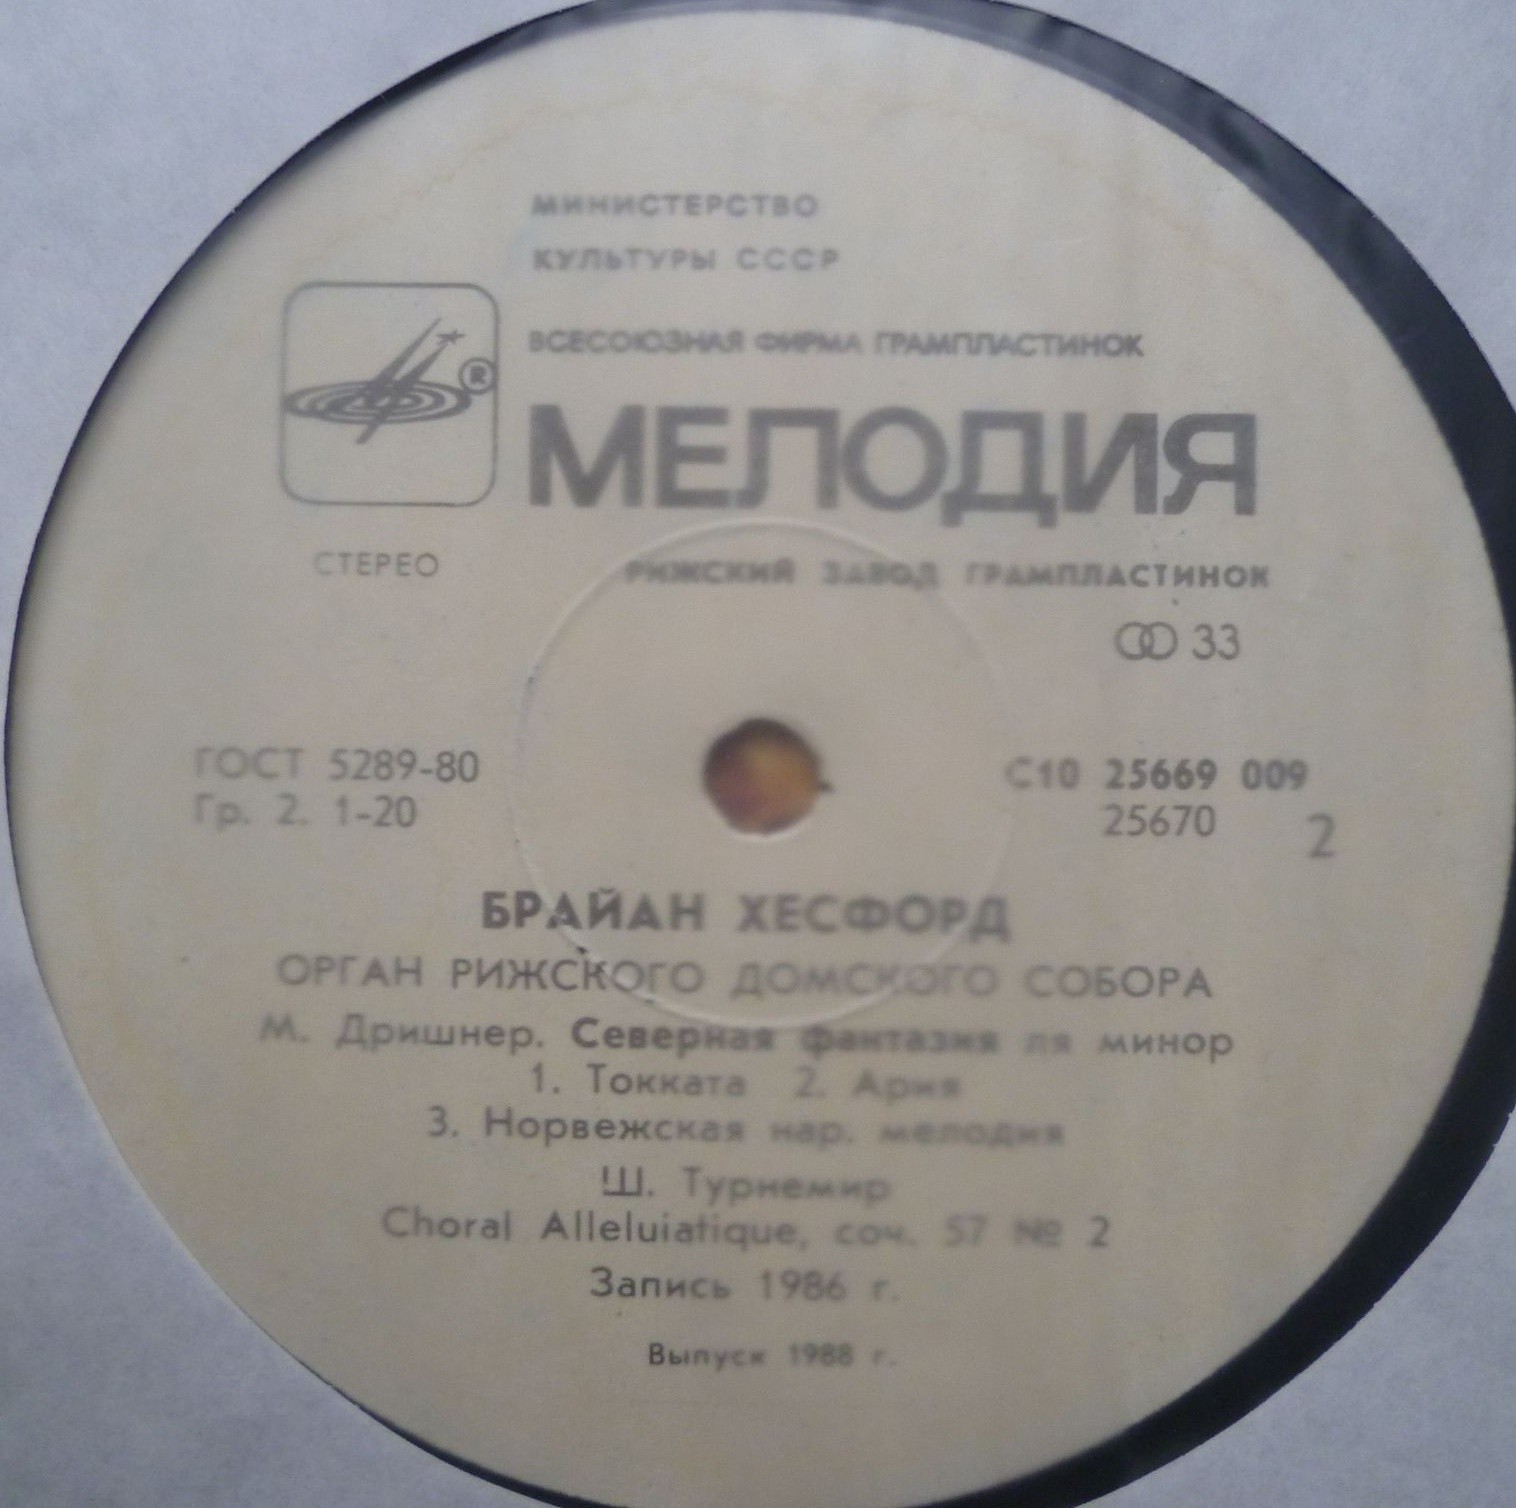 МИНИСТЕРСТВО
КУЛЬТУРЫ СССР
ВСЕСОЮЗНАЯ ФИРМА ГРАМПЛАСТИНОК
®
МЕЛОДИЯ
СТЕРЕО
РИЖСКИЙ ЗАВОД ГРАМПЛАСТИНОК
33
ГОСТ 5289-80
Гр. 2. 1-20
С10 25669 009
25670 2
БРАЙАН ХЕСФОРД
ОРГАН РИЖСКОГО ДОМСКОГО СОБОРА
М. Дришнер. Северная фантазия ля минор
1. Токката 2. Ария
3. Норвежская нар. мелодия
Ш. Турнемир
Choral Alleluiatique, соч. 57 № 2
Запись 1986 г.
Выпуск 1988 г.